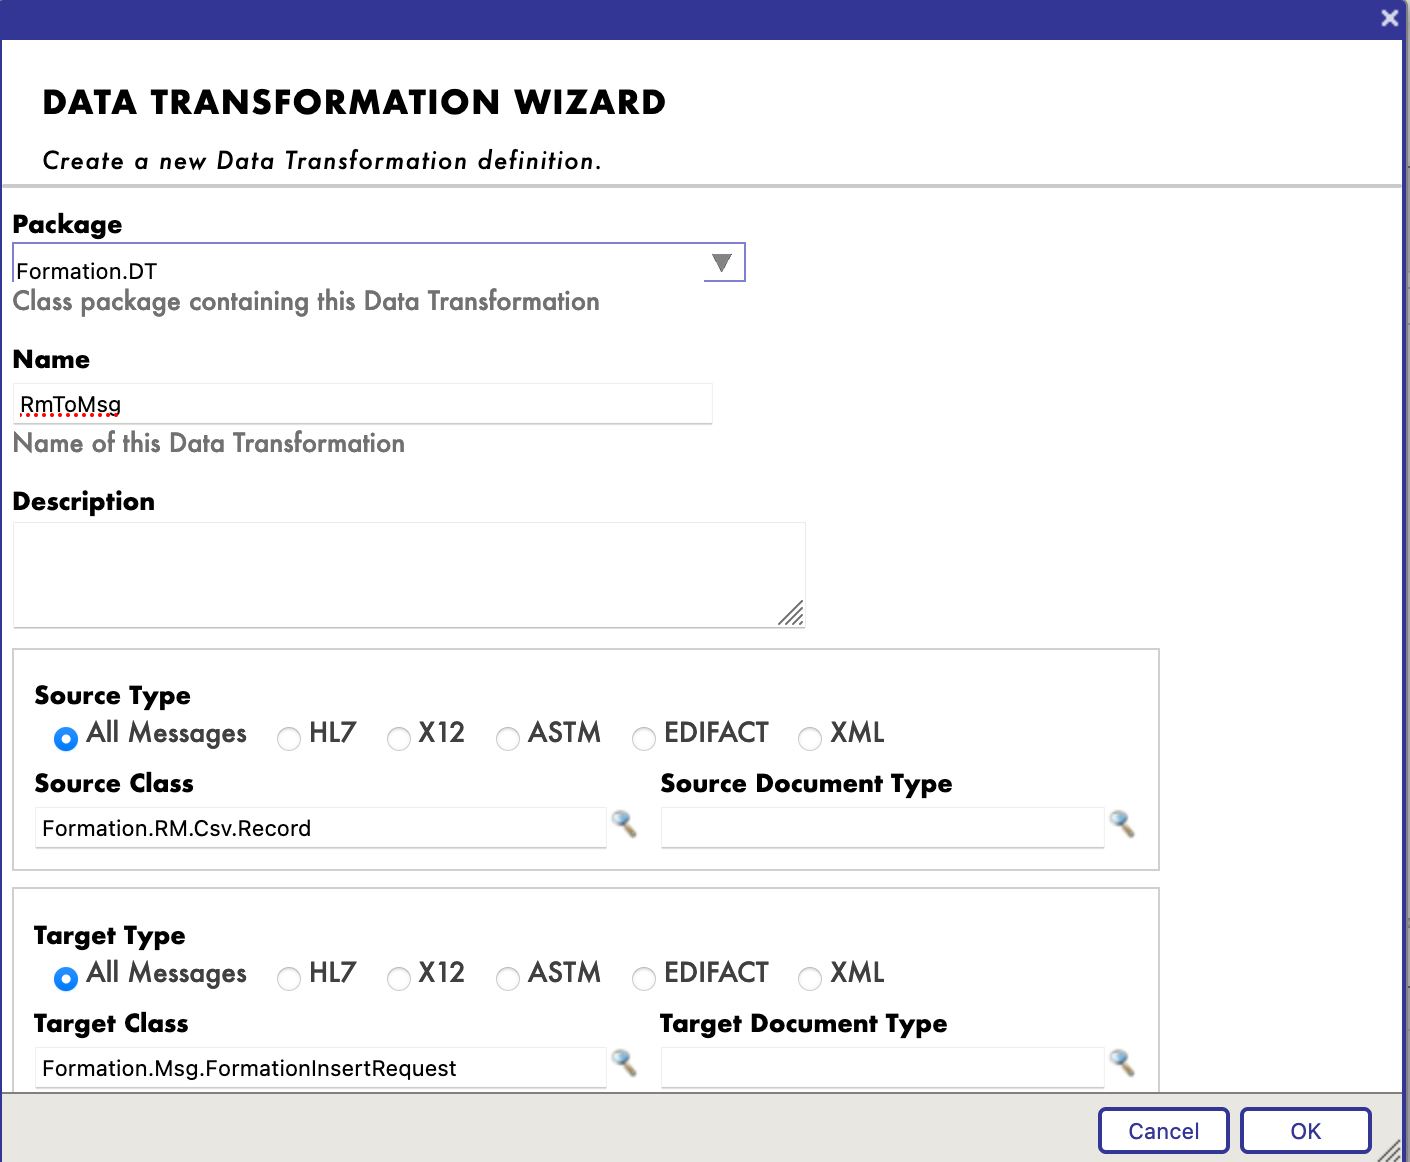 DATA TRANSFORMATION WIZARD
Create a new Data Transformation definition.
Package
Formation.DT
Class package containing this Data Transformation
Name
RmToMsg
Name of this Data Transformation
Description
Source Type
All Messages HL7 X12 ASTM EDIFACT XML
Source Class Source Document Type
Formation.RM.Csv.Record
Target Type
All Messages HL7 X12 ASTM EDIFACT XML
Target Class Target Document Type
Formation.Msg.FormationInsertRequest
Cancel OK